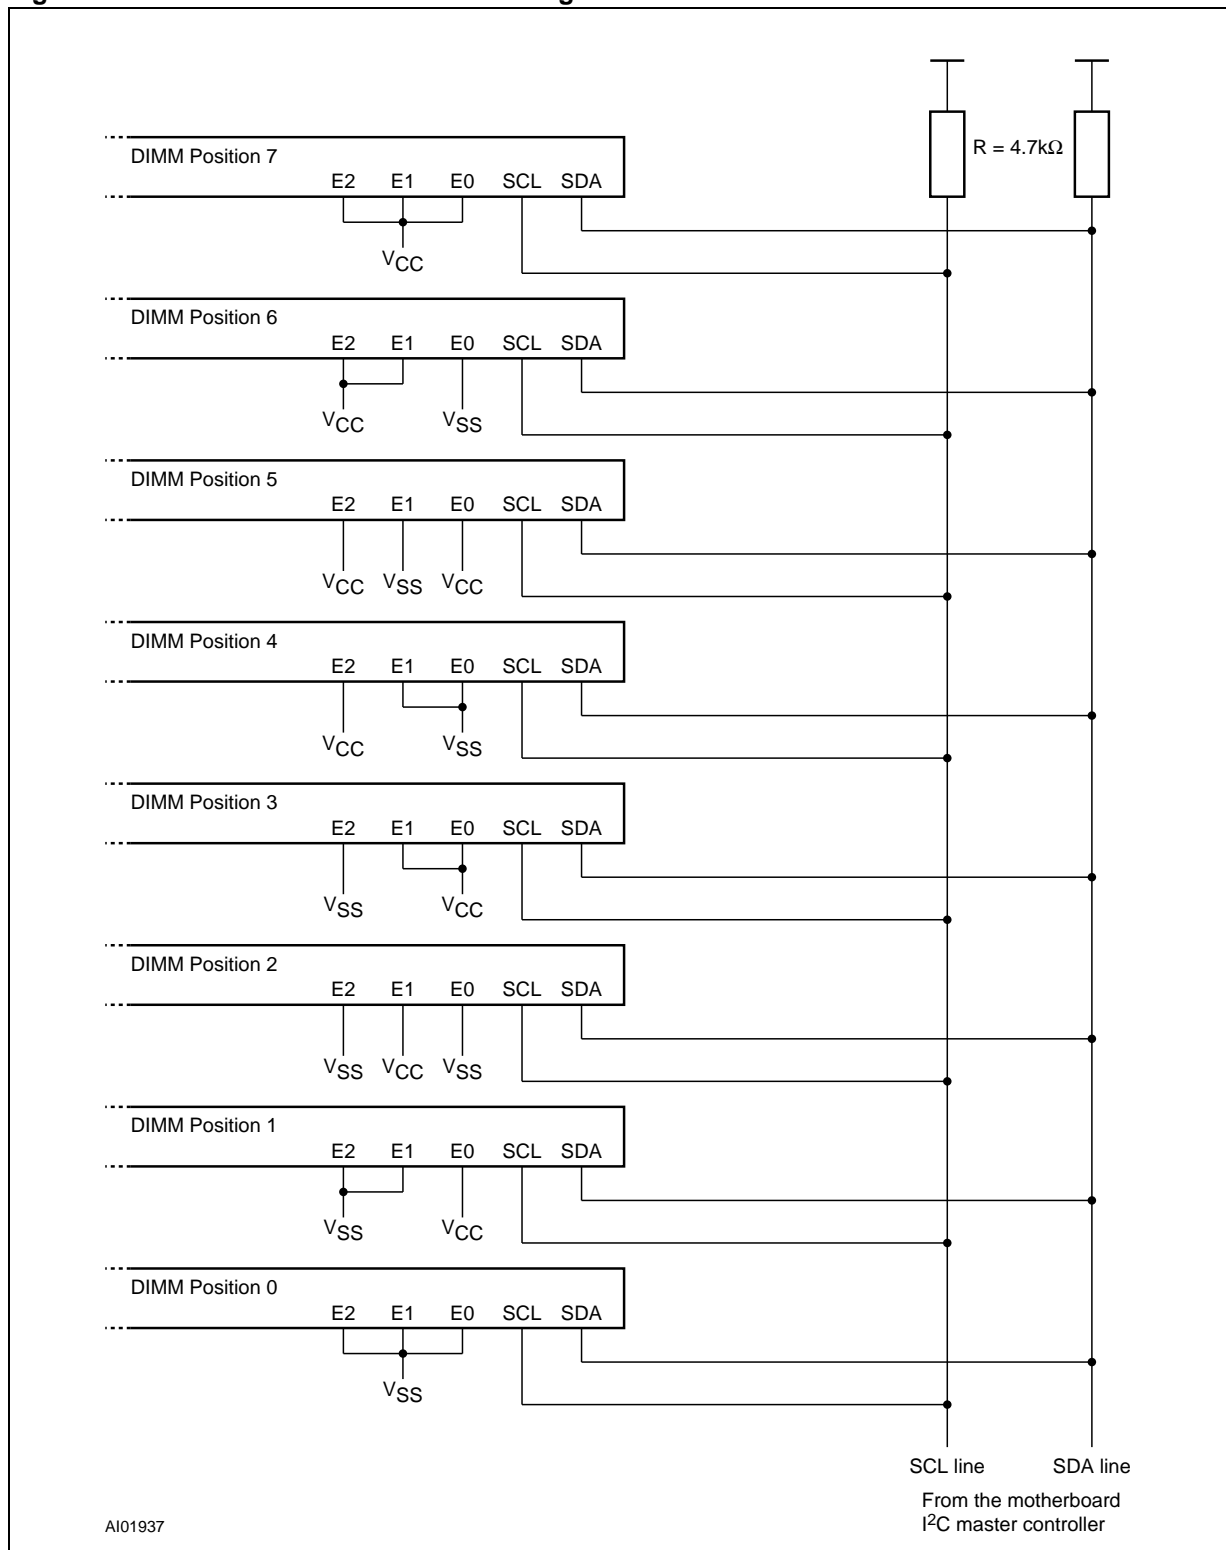 R = 4.7kΩ
DIMM Position 7
E2 E1 E0 SCL SDA
VCC
DIMM Position 6
E2 E1 E0 SCL SDA
VCC VSS
DIMM Position 5
E2 E1 E0 SCL SDA
VCC VSS VCC
DIMM Position 4
E2 E1 E0 SCL SDA
VCC VSS
DIMM Position 3
E2 E1 E0 SCL SDA
VSS VCC
DIMM Position 2
E2 E1 E0 SCL SDA
VSS VCC VSS
DIMM Position 1
E2 E1 E0 SCL SDA
VSS VCC
DIMM Position 0
E2 E1 E0 SCL SDA
VSS
SCL line SDA line
From the motherboard
I2C master controller
AI01937